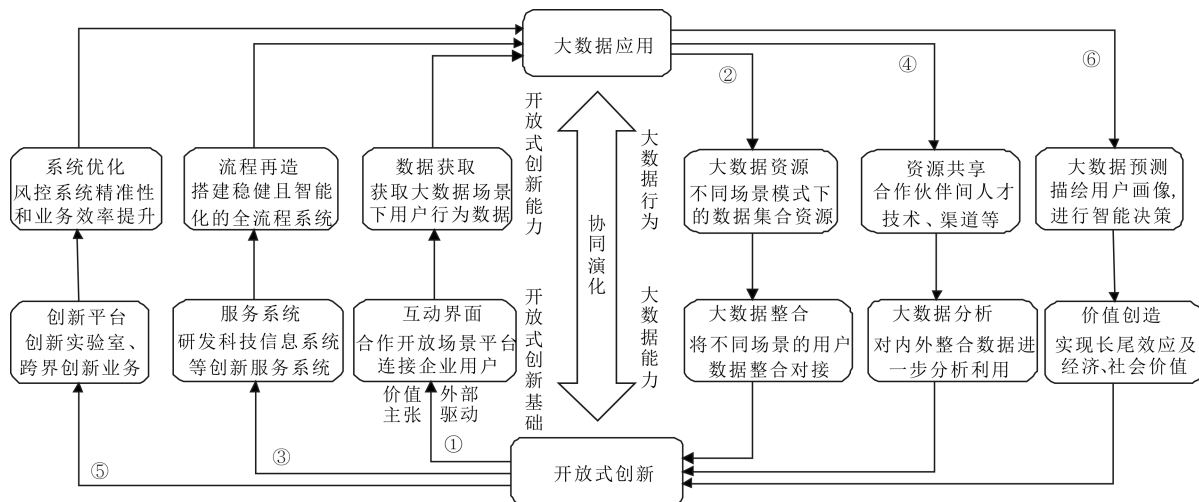 大数据应用
②
④
⑥
系统优化
风控系统精准性
和业务效率提升
流程再造
搭建稳健且智能
化的全流程系统
数据获取
获取大数据场景
下用户行为数据
开放式创新能力
大数据行为
大数据资源
不同场景模式下
的数据集合资源
资源共享
合作伙伴间人才
技术、渠道等
大数据预测
描绘用户画像,
进行智能决策
协同演化
创新平台
创新实验室、
跨界创新业务
服务系统
研发科技信息系统
等创新服务系统
互动界面
合作开放场景平台
连接企业用户
开放式创新基础
大数据能力
大数据整合
将不同场景的用户
数据整合对接
大数据分析
对内外整合数据进
一步分析利用
价值创造
实现长尾效应及
经济、社会价值
价值 外部
主张 驱动
①
③
⑤
开放式创新